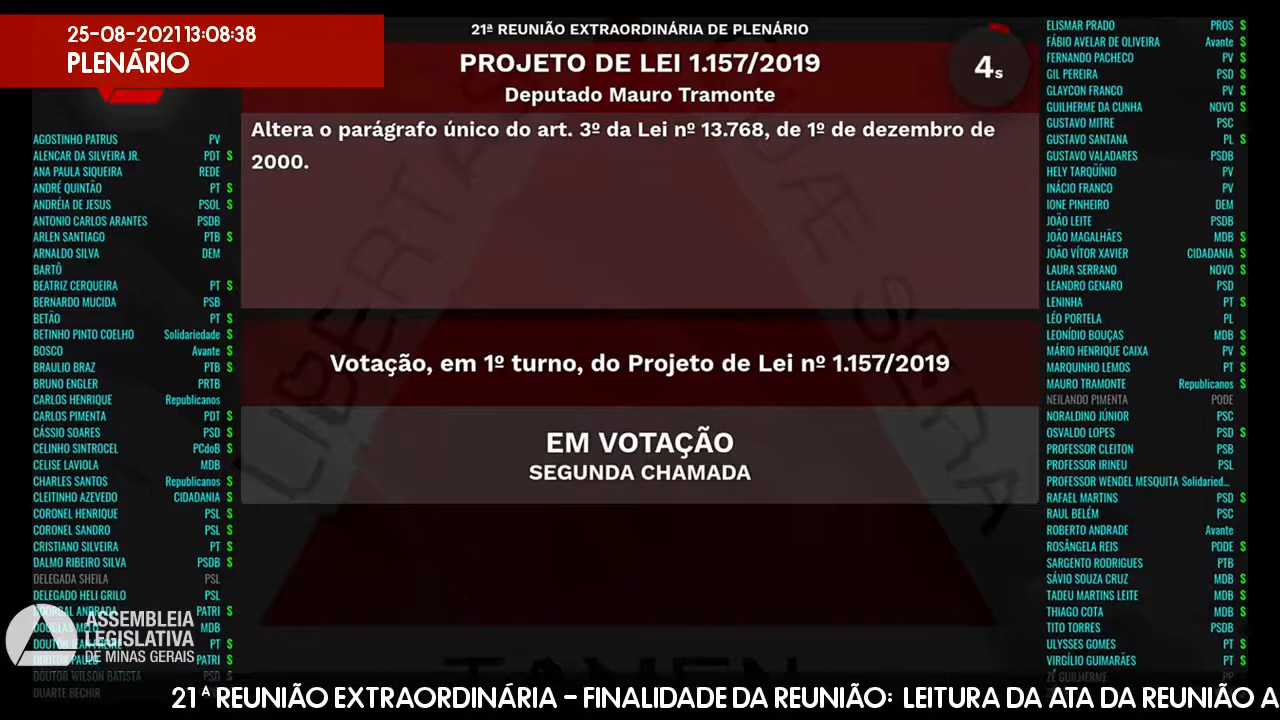 25-08-2021 13:08:38
PLENÁRIO
21ª REUNIÃO EXTRAORDINÁRIA DE PLENÁRIO
PROJETO DE LEI 1.157/2019
Deputado Mauro Tramonte
4s
Altera o parágrafo único do art. 3º da Lei nº 13.768, de 1º de dezembro de
2000.
Votação, em 1º turno, do Projeto de Lei nº 1.157/2019
EM VOTAÇÃO
SEGUNDA CHAMADA
AGOSTINHO PATRUS PV
ALENCAR DA SILVEIRA JR. PDT S
ANA PAULA SIQUEIRA REDE
ANDRÉ QUINTÃO PT S
ANDRÉIA DE JESUS PSOL S
ANTONIO CARLOS ARANTES PSDB
ARLEN SANTIAGO PTB S
ARNALDO SILVA DEM
BARTÔ
BEATRIZ CERQUEIRA PT S
BERNARDO MUCIDA PSB
BETÃO PT S
BETINHO PINTO COELHO Solidariedade S
BOSCO Avante S
BRAULIO BRAZ PTB S
BRUNO ENGLER PRTB
CARLOS HENRIQUE Republicanos
CARLOS PIMENTA PDT S
CÁSSIO SOARES PSD S
CELINHO SINTROCEL PCdoB S
CELISE LAVIOLA MDB
CHARLES SANTOS Republicanos S
CLEITINHO AZEVEDO CIDADANIA S
CORONEL HENRIQUE PSL S
CORONEL SANDRO PSL S
CRISTIANO SILVEIRA PT S
DALMO RIBEIRO SILVA PSDB S
DELEGADA SHEILA PSL
DELEGADO HELI GRILO PSL
ANDRADA PATRI S
DOUGLAS MELO MDB
DOUTOR JEAN FREIRE PT S
DOUTOR PAULO PATRI S
DOUTOR WILSON BATISTA PSD
DUARTE BECHIR
ELISMAR PRADO PROS S
FÁBIO AVELAR DE OLIVEIRA Avante S
FERNANDO PACHECO PV S
GIL PEREIRA PSD S
GLAYCON FRANCO PV S
GUILHERME DA CUNHA NOVO S
GUSTAVO MITRE PSC
GUSTAVO SANTANA PL S
GUSTAVO VALADARES PSDB
HELY TARQÜÍNIO PV
INÁCIO FRANCO PV
IONE PINHEIRO DEM
JOÃO LEITE PSDB
JOÃO MAGALHÃES MDB S
JOÃO VÍTOR XAVIER CIDADANIA S
LAURA SERRANO NOVO S
LEANDRO GENARO PSD
LENINHA PT S
LÉO PORTELA PL
LEONÍDIO BOUÇAS MDB S
MÁRIO HENRIQUE CAIXA PV S
MARQUINHO LEMOS PT S
MAURO TRAMONTE Republicanos S
NEILANDO PIMENTA PODE
NORALDINO JÚNIOR PSC
OSVALDO LOPES PSD S
PROFESSOR CLEITON PSB
PROFESSOR IRINEU PSL
PROFESSOR WENDEL MESQUITA Solidaried...
RAFAEL MARTINS PSD S
RAUL BELÉM PSC
ROBERTO ANDRADE Avante
ROSÂNGELA REIS PODE S
SARGENTO RODRIGUES PTB
SÁVIO SOUZA CRUZ MDB S
TADEU MARTINS LEITE MDB S
THIAGO COTA MDB S
TITO TORRES PSDB
ULYSSES GOMES PT S
VIRGÍLIO GUIMARÃES PT S
ZÉ GUILHERME PP
ASSEMBLEIA
LEGISLATIVA
DE MINAS GERAIS
21ª REUNIÃO EXTRAORDINÁRIA - FINALIDADE DA REUNIÃO: LEITURA DA ATA DA REUNIÃO A